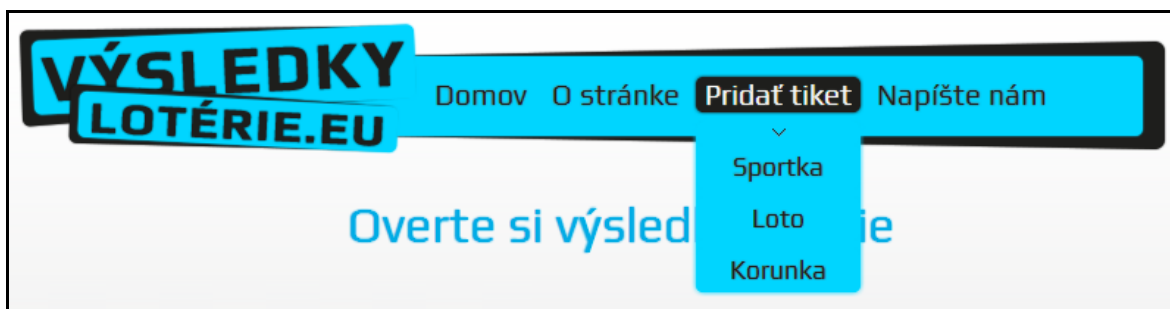 VÝSLEDKY
LOTÉRIE.EU
Domov O stránke Pridať tiket Napíšte nám
Sportka
Loto
Korunka
Overte si výsled ie